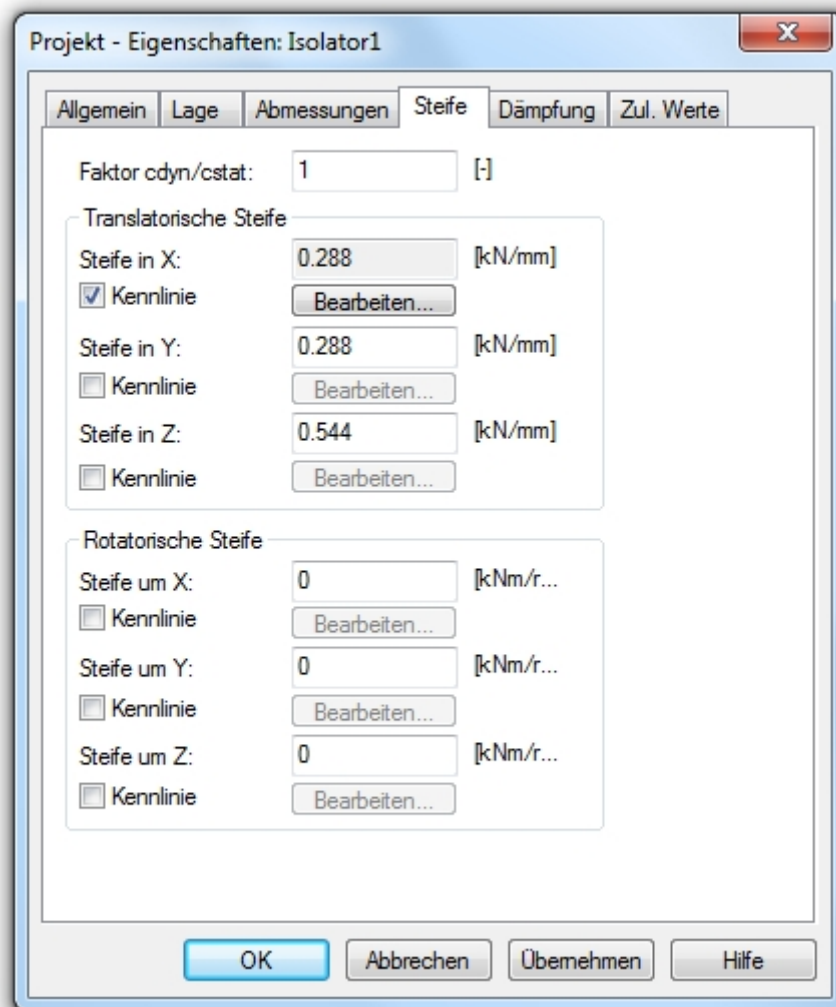 Projekt - Eigenschaften: Isolator1
Allgemein Lage Abmessungen Steife Dämpfung Zul. Werte
Faktor cdyn/cstat: 1 [-]
Translatorische Steife
Steife in X: 0.288 [kN/mm]
Kennlinie Bearbeiten...
Steife in Y: 0.288 [kN/mm]
Kennlinie Bearbeiten...
Steife in Z: 0.544 [kN/mm]
Kennlinie Bearbeiten...
Rotatorische Steife
Steife um X: 0 [kNm/r...
Kennlinie Bearbeiten...
Steife um Y: 0 [kNm/r...
Kennlinie Bearbeiten...
Steife um Z: 0 [kNm/r...
Kennlinie Bearbeiten...
OK Abbrechen Übernehmen Hilfe